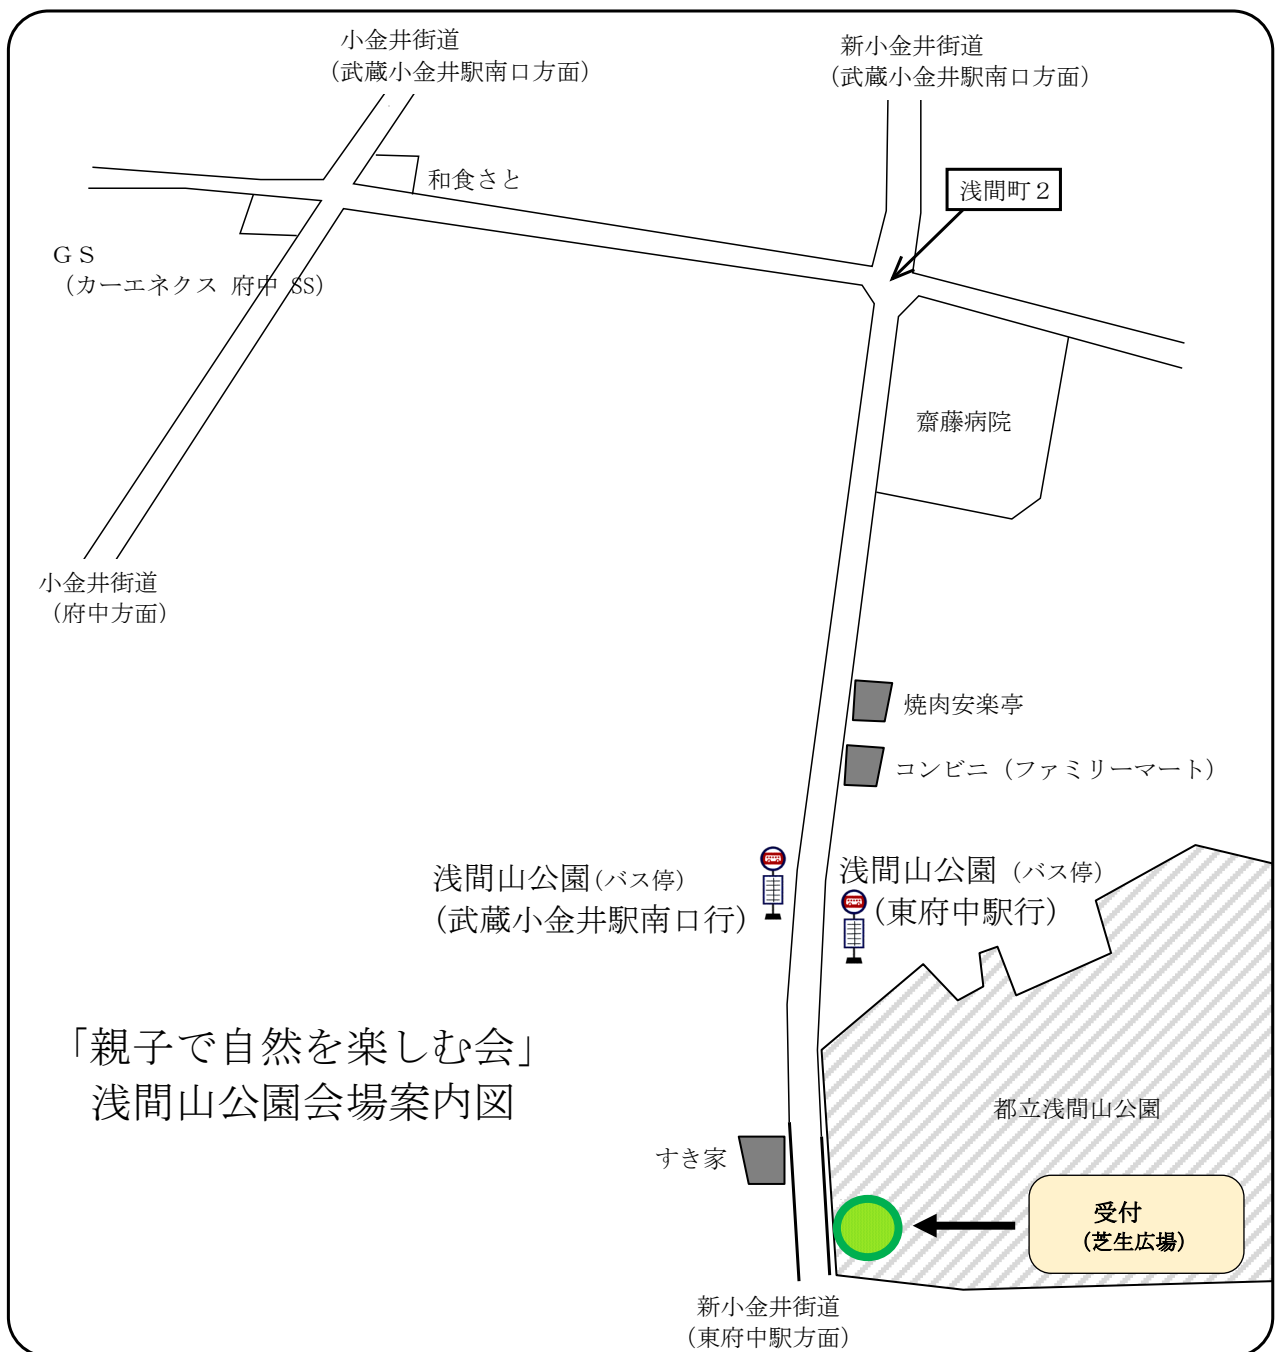 小金井街道
（武蔵小金井駅南口方面）
新小金井街道
（武蔵小金井駅南口方面）
和食さと
浅間町２
ＧＳ
（カーエネクス 府中 SS）
齋藤病院
小金井街道
（府中方面）
焼肉安楽亭
コンビニ（ファミリーマート）
浅間山公園(バス停)
(武蔵小金井駅南口行)
浅間山公園（バス停）
(東府中駅行)
「親子で自然を楽しむ会」
浅間山公園会場案内図
都立浅間山公園
すき家
受付
(芝生広場)
新小金井街道
（東府中駅方面）